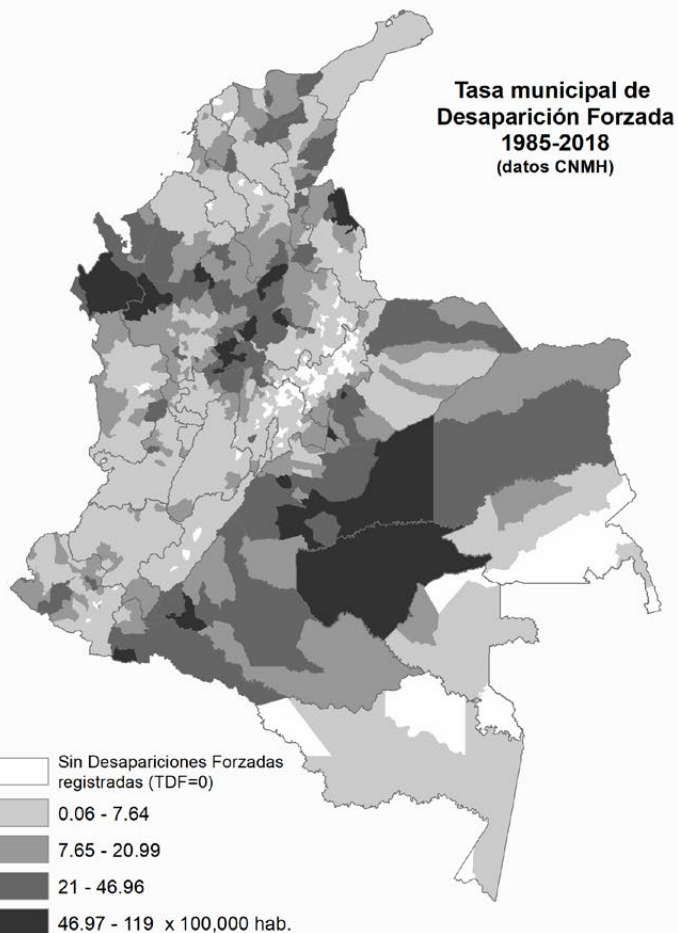 Tasa municipal de
Desaparición Forzada
1985-2018
(datos CNMH)
Sin Desapariciones Forzadas
registradas (TDF=0)
0.06 - 7.64
7.65 - 20.99
21 - 46.96
46.97 - 119 x 100,000 hab.